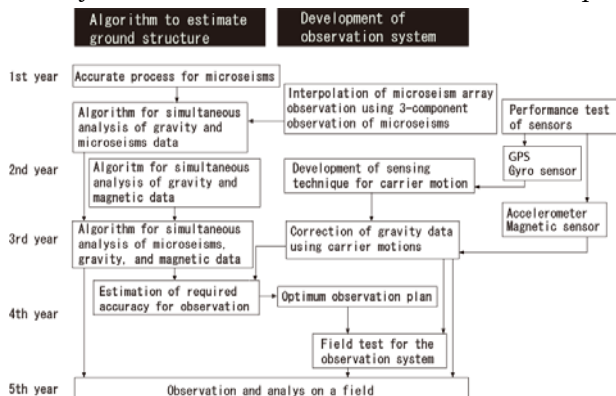 Algorithm to estimate
ground structure
Development of
observation system
1st year
Accurate process for microseisms
Interpolation of microseism array
observation using 3-component
observation of microseisms
Performance test
of sensors
Algorithm for simultaneous
analysis of gravity and
microseisms data
GPS
Gyro sensor
2nd year
Algoritm for simultaneous
analysis of gravity and
magnetic data
Development of sensing
technique for carrier motion
Accelerometer
Magnetic sensor
3rd year
Algorithm for simultaneous
analysis of microseisms,
gravity, and magnetic data
Correction of gravity data
using carrier motions
Estimation of required
accuracy for observation
Optimum observation plan
4th year
Field test for the
observation system
5th year
Observation and analys on a field